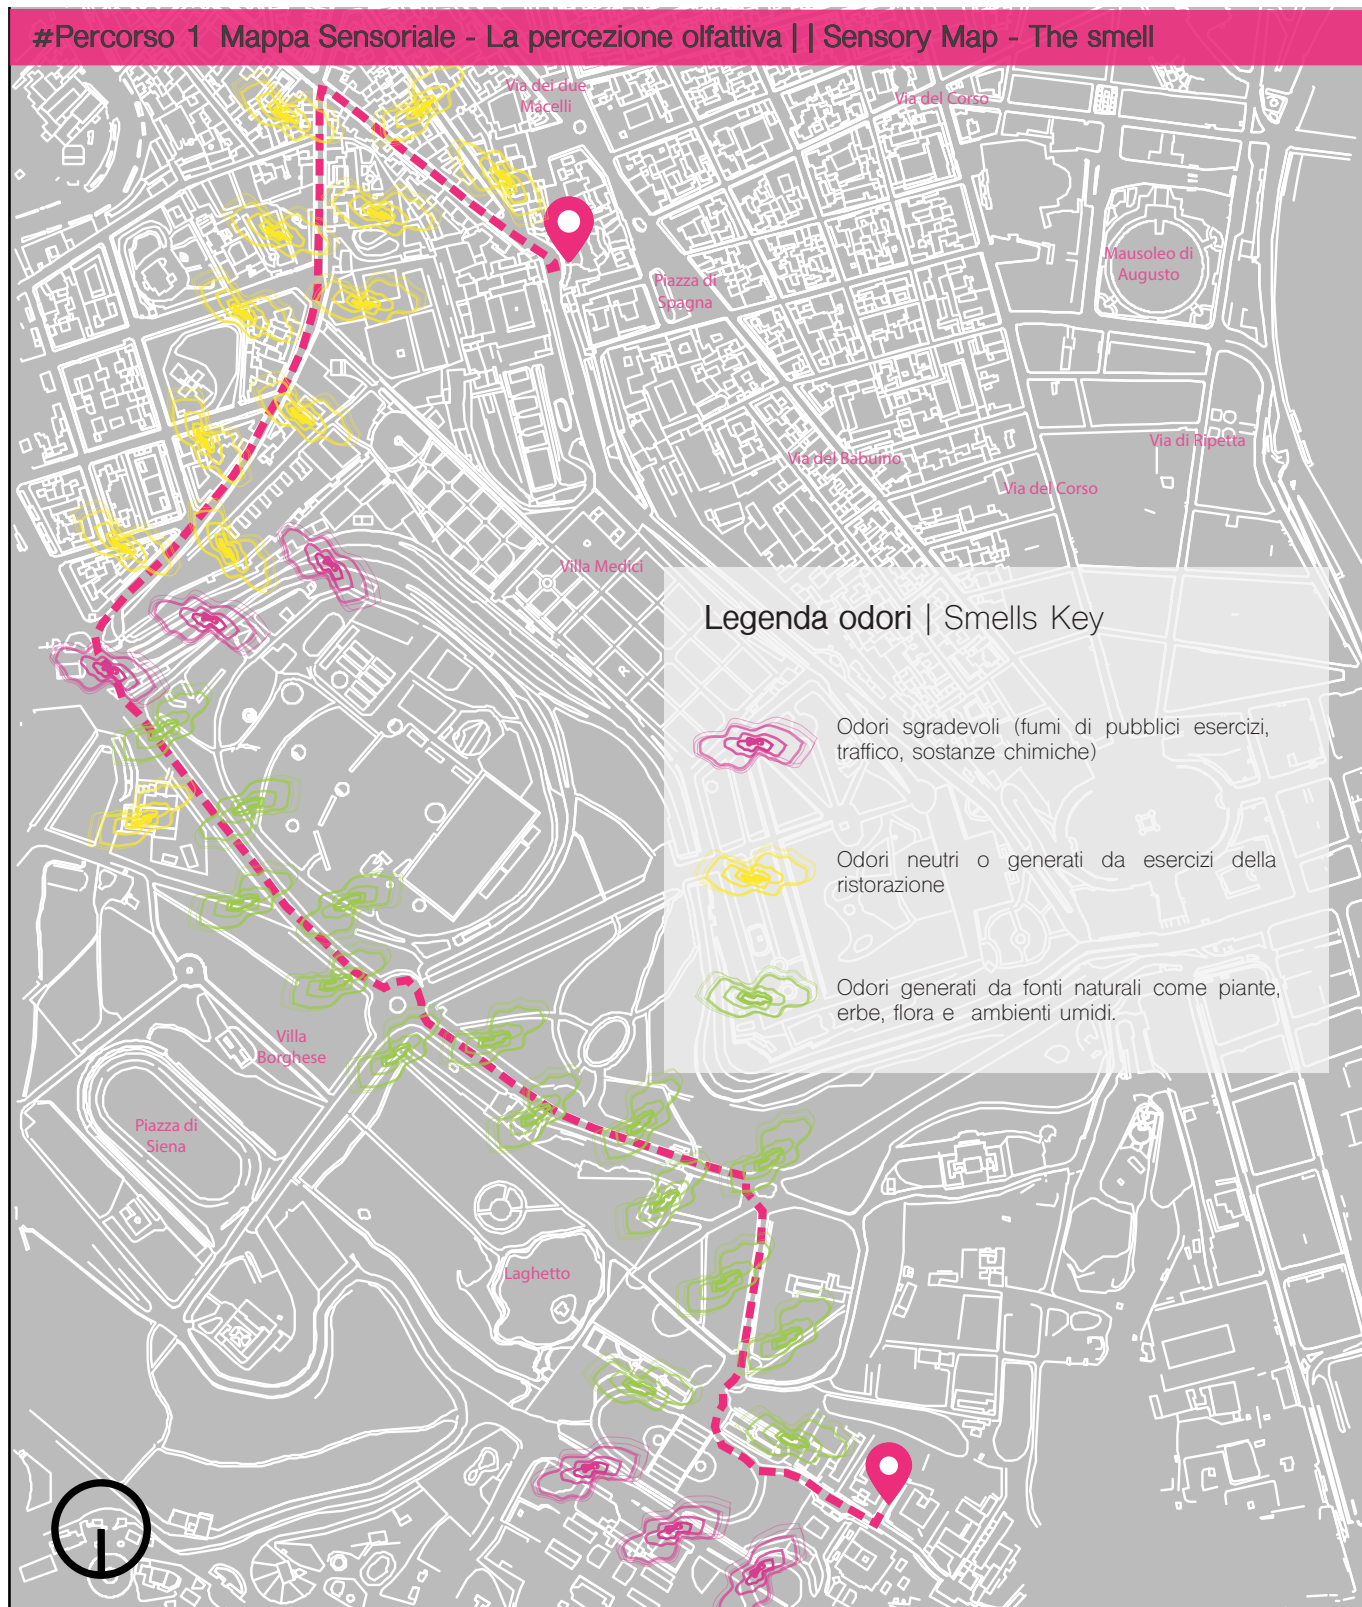 #Percorso 1 Mappa Sensoriale - La percezione olfattiva | | Sensory Map - The smell
Via dei due
Macelli
Via del Corso
Mausoleo di
Augusto
Piazza di
Spagna
Via di Ripetta
Via del Babuino
Via del Corso
Villa Medici
Legenda odori | Smells Key
Odori sgradevoli (fumi di pubblici esercizi,
traffico, sostanze chimiche)
Odori neutri o generati da esercizi della
ristorazione
Odori generati da fonti naturali come piante,
erbe, flora e ambienti umidi.
Villa
Borghese
Piazza di
Siena
Laghetto